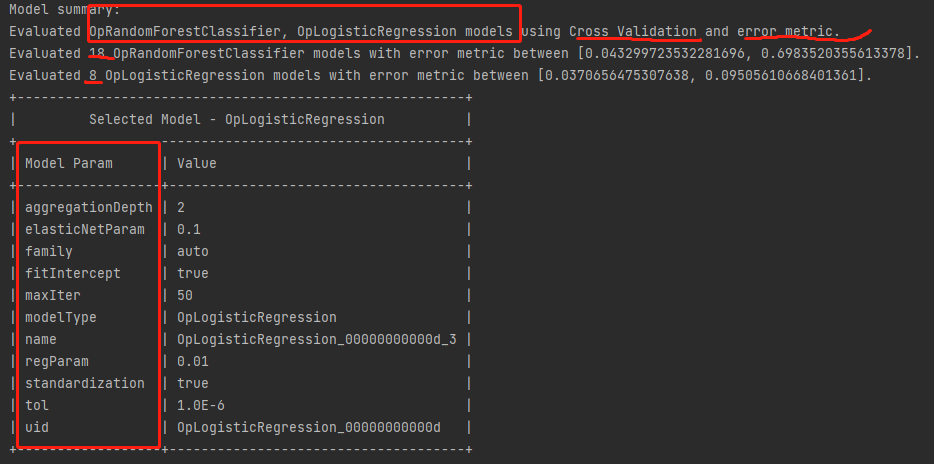 Model summary:
Evaluated OpRandomForestClassifier, OpLogisticRegression models using Cross Validation and error metric.
Evaluated 18 OpRandomForestClassifier models with error metric between [0.043299723532281696, 0.6983520355613378].
Evaluated 8 OpLogisticRegression models with error metric between [0.0370656475307638, 0.09505610668401361].
+-------------------------------------------------------+
| Selected Model - OpLogisticRegression |
+-------------------------------------------------------+
| Model Param | Value |
+-----------------+-------------------------------------+
| aggregationDepth | 2 |
| elasticNetParam | 0.1 |
| family | auto |
| fitIntercept | true |
| maxIter | 50 |
| modelType | OpLogisticRegression |
| name | OpLogisticRegression_00000000000d_3 |
| regParam | 0.01 |
| standardization | true |
| tol | 1.0E-6 |
| uid | OpLogisticRegression_00000000000d |
+-----------------+-------------------------------------+